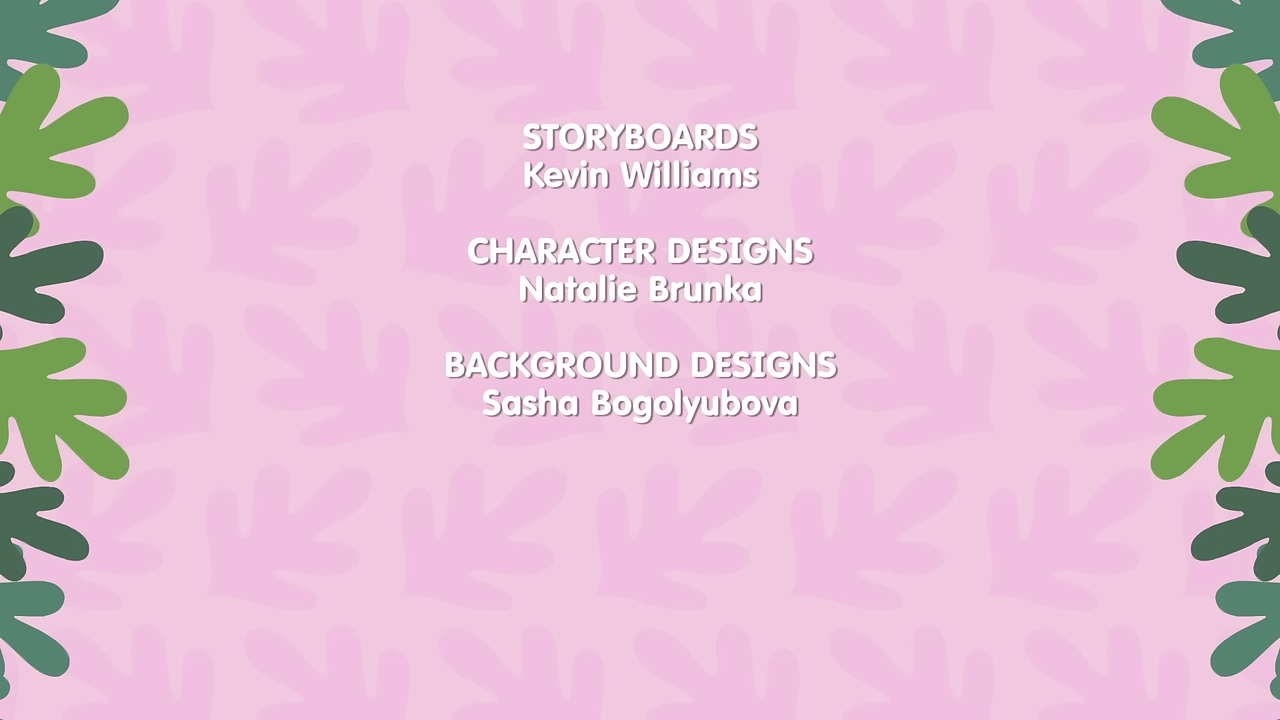 STORYBOARDS
Kevin Williams
CHARACTER DESIGNS
Natalie Brunka
BACKGROUND DESIGNS
Sasha Bogolyubova